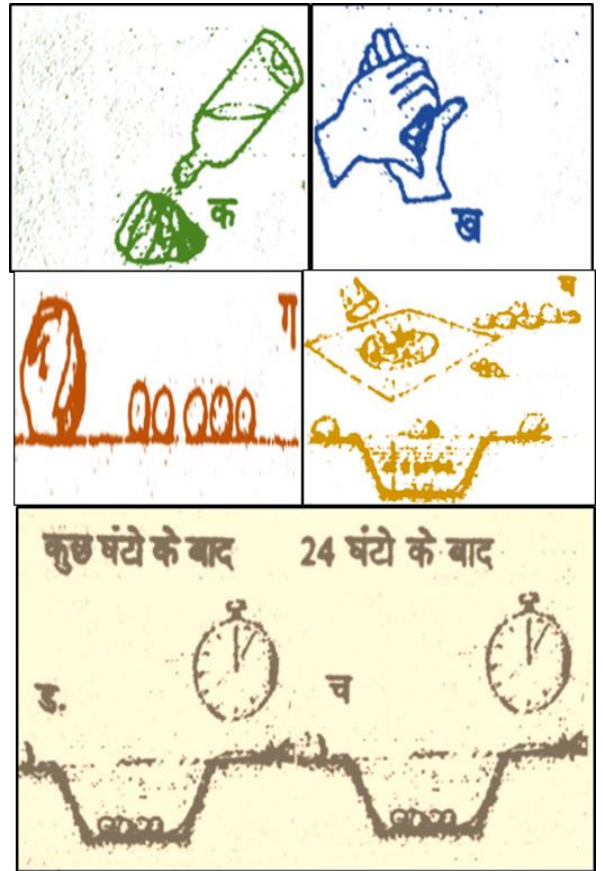 क
ख
ग
घ
कुछ घंटो के बाद
24 घंटो के बाद
ड.
च